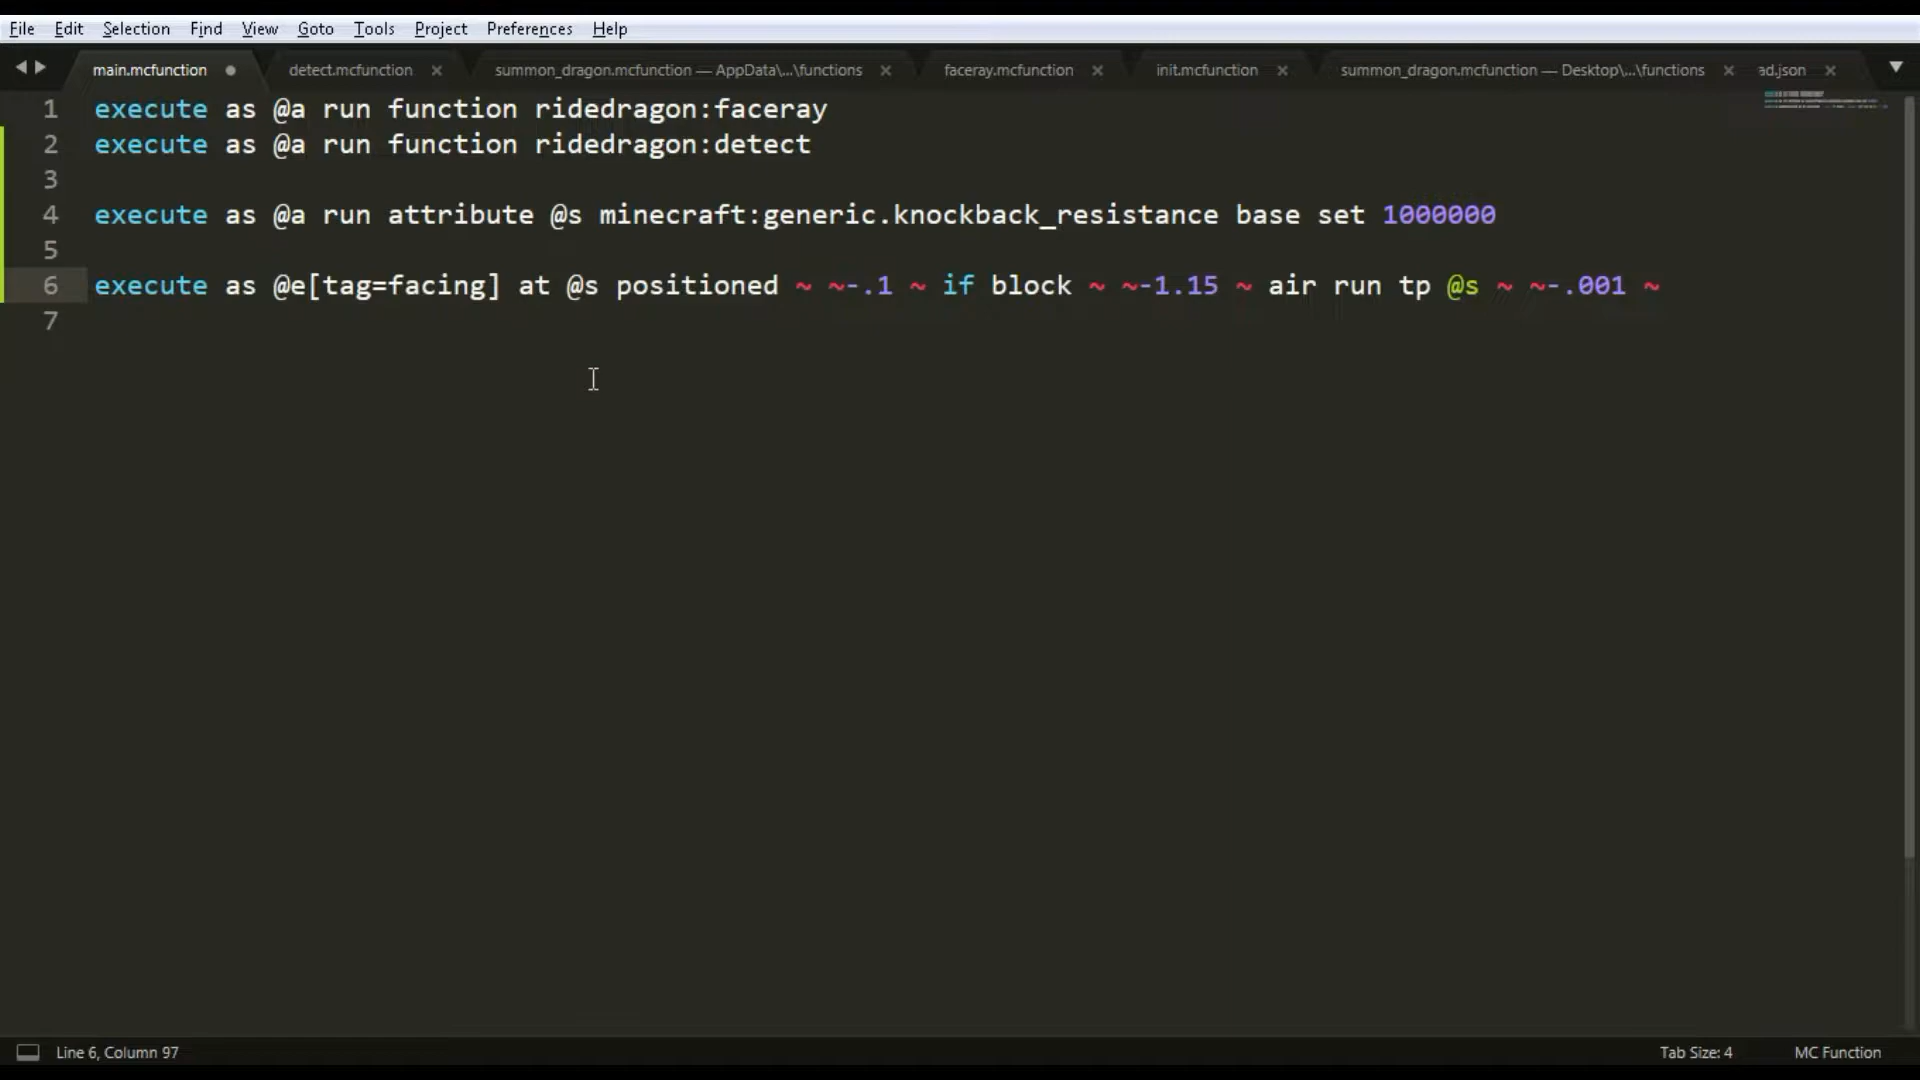 File Edit Selection Find View Goto Tools Project Preferences Help
main.mcfunction detect.mcfunction summon_dragon.mcfunction — AppData\...\functions faceray.mcfunction init.mcfunction summon_dragon.mcfunction — Desktop\...\functions ad.json
1 execute as @a run function ridedragon:faceray
2 execute as @a run function ridedragon:detect
3
4 execute as @a run attribute @s minecraft:generic.knockback_resistance base set 1000000
5
6 execute as @e[tag=facing] at @s positioned ~ ~-.1 ~ if block ~ ~-1.15 ~ air run tp @s ~ ~-.001 ~
7
Line 6, Column 97 Tab Size: 4 MC Function